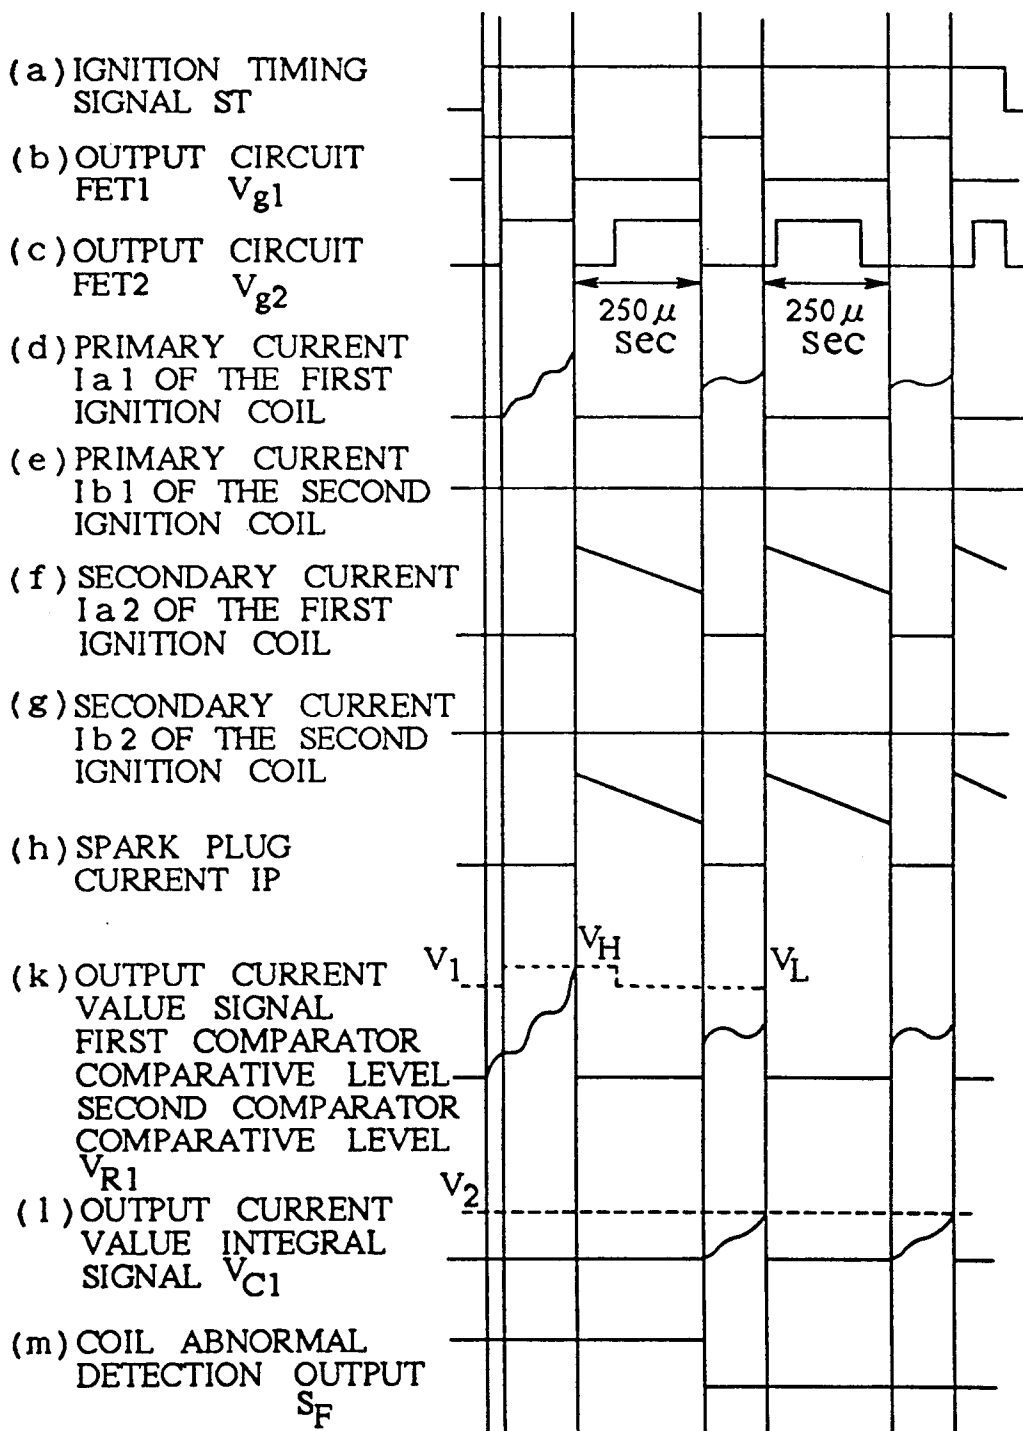 (a) IGNITION TIMING
SIGNAL ST
(b) OUTPUT CIRCUIT
FET1 Vg1
(c) OUTPUT CIRCUIT
FET2 Vg2
250μ
sec
250μ
sec
(d) PRIMARY CURRENT
Ia1 OF THE FIRST
IGNITION COIL
(e) PRIMARY CURRENT
Ib1 OF THE SECOND
IGNITION COIL
(f) SECONDARY CURRENT
Ia2 OF THE FIRST
IGNITION COIL
(g) SECONDARY CURRENT
Ib2 OF THE SECOND
IGNITION COIL
(h) SPARK PLUG
CURRENT IP
V1
VH
VL
(k) OUTPUT CURRENT
VALUE SIGNAL
FIRST COMPARATOR
COMPARATIVE LEVEL
SECOND COMPARATOR
COMPARATIVE LEVEL
VR1
V2
(l) OUTPUT CURRENT
VALUE INTEGRAL
SIGNAL VC1
(m) COIL ABNORMAL
DETECTION OUTPUT
SF